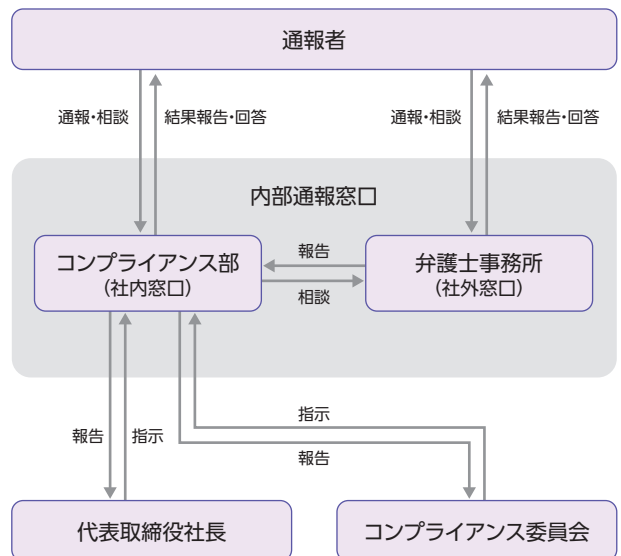 通報者
通報・相談
結果報告・回答
通報・相談
結果報告・回答
内部通報窓口
コンプライアンス部
(社内窓口)
報告
相談
弁護士事務所
(社外窓口)
報告
指示
指示
報告
代表取締役社長
コンプライアンス委員会